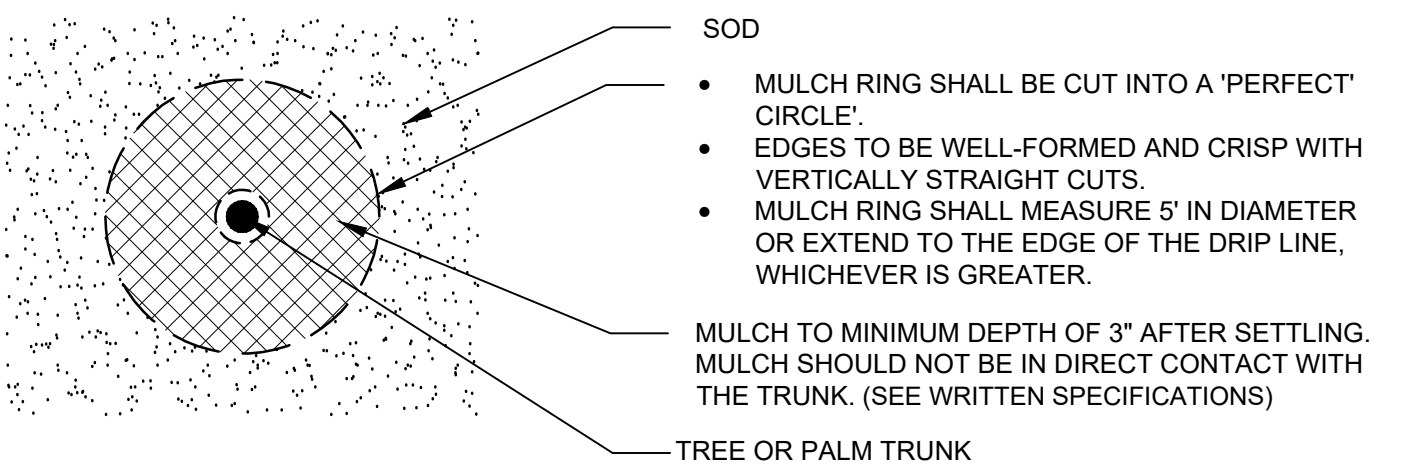 SOD
• MULCH RING SHALL BE CUT INTO A 'PERFECT'
CIRCLE'.
• EDGES TO BE WELL-FORMED AND CRISP WITH
VERTICALLY STRAIGHT CUTS.
• MULCH RING SHALL MEASURE 5' IN DIAMETER
OR EXTEND TO THE EDGE OF THE DRIP LINE,
WHICHEVER IS GREATER.
MULCH TO MINIMUM DEPTH OF 3" AFTER SETTLING.
MULCH SHOULD NOT BE IN DIRECT CONTACT WITH
THE TRUNK. (SEE WRITTEN SPECIFICATIONS)
TREE OR PALM TRUNK